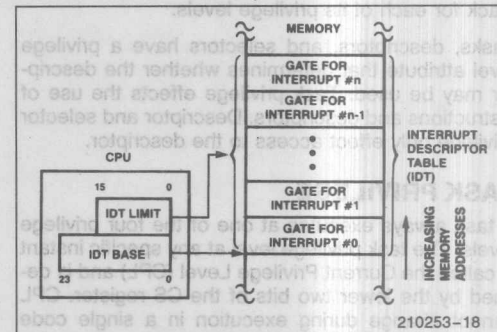 MEMORY
GATE FOR
INTERRUPT #n
GATE FOR
INTERRUPT #n-1
INTERRUPT
DESCRIPTOR
TABLE
(IDT)
CPU
15 0
IDT LIMIT
GATE FOR
INTERRUPT #1
IDT BASE
GATE FOR
INTERRUPT #0
23
INCREASING
MEMORY
ADDRESSES
210253–18